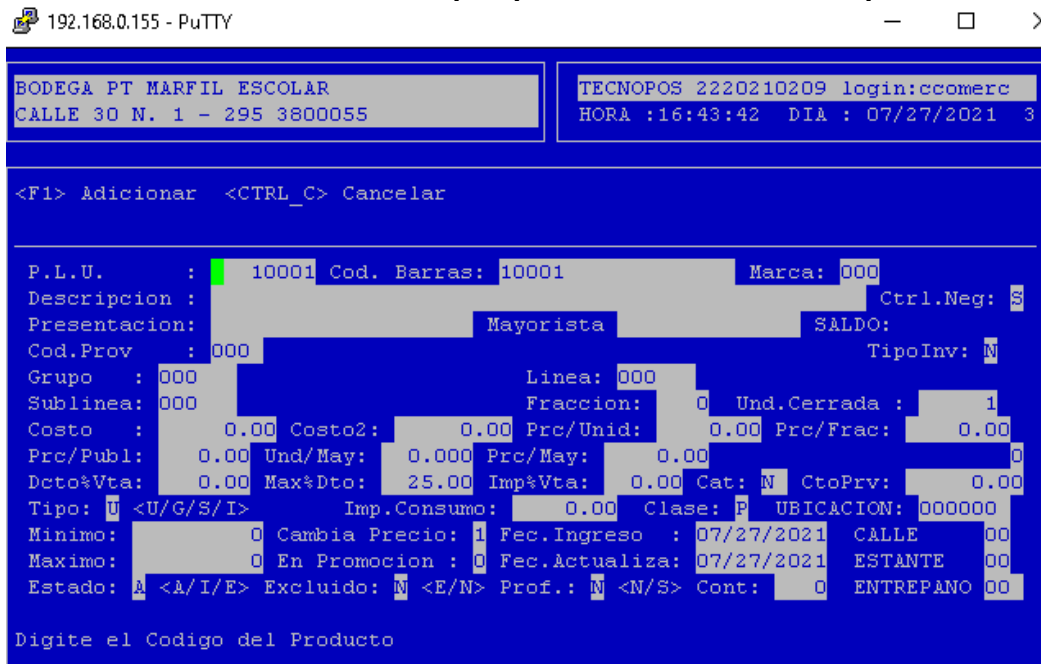 192.168.0.155 - PuTTY
BODEGA PT MARFIL ESCOLAR
CALLE 30 N. 1 - 295 3800055
TECNOPOS 2220210209 login:ccomerc
HORA :16:43:42 DIA : 07/27/2021 3
<F1> Adicionar <CTRL_C> Cancelar
P.L.U. : 10001 Cod. Barras: 10001 Marca: 000
Descripcion : Ctrl.Neg: S
Presentacion: Mayorista SALDO:
Cod.Prov : 000 TipoInv: N
Grupo : 000 Linea: 000
Sublinea: 000 Fraccion: 0 Und.Cerrada : 1
Costo : 0.00 Costo2: 0.00 Prc/Unid: 0.00 Prc/Frac: 0.00
Prc/Publ: 0.00 Und/May: 0.000 Prc/May: 0.00 0
Dcto%Vta: 0.00 Max%Dto: 25.00 Imp%Vta: 0.00 Cat: N CtoPrv: 0.00
Tipo: U <U/G/S/I> Imp.Consumo: 0.00 Clase: P UBICACION: 000000
Minimo: 0 Cambia Precio: 1 Fec.Ingreso : 07/27/2021 CALLE 00
Maximo: 0 En Promocion : 0 Fec.Actualiza: 07/27/2021 ESTANTE 00
Estado: A <A/I/E> Excluido: N <E/N> Prof.: N <N/S> Cont: 0 ENTREPANO 00
Digite el Codigo del Producto